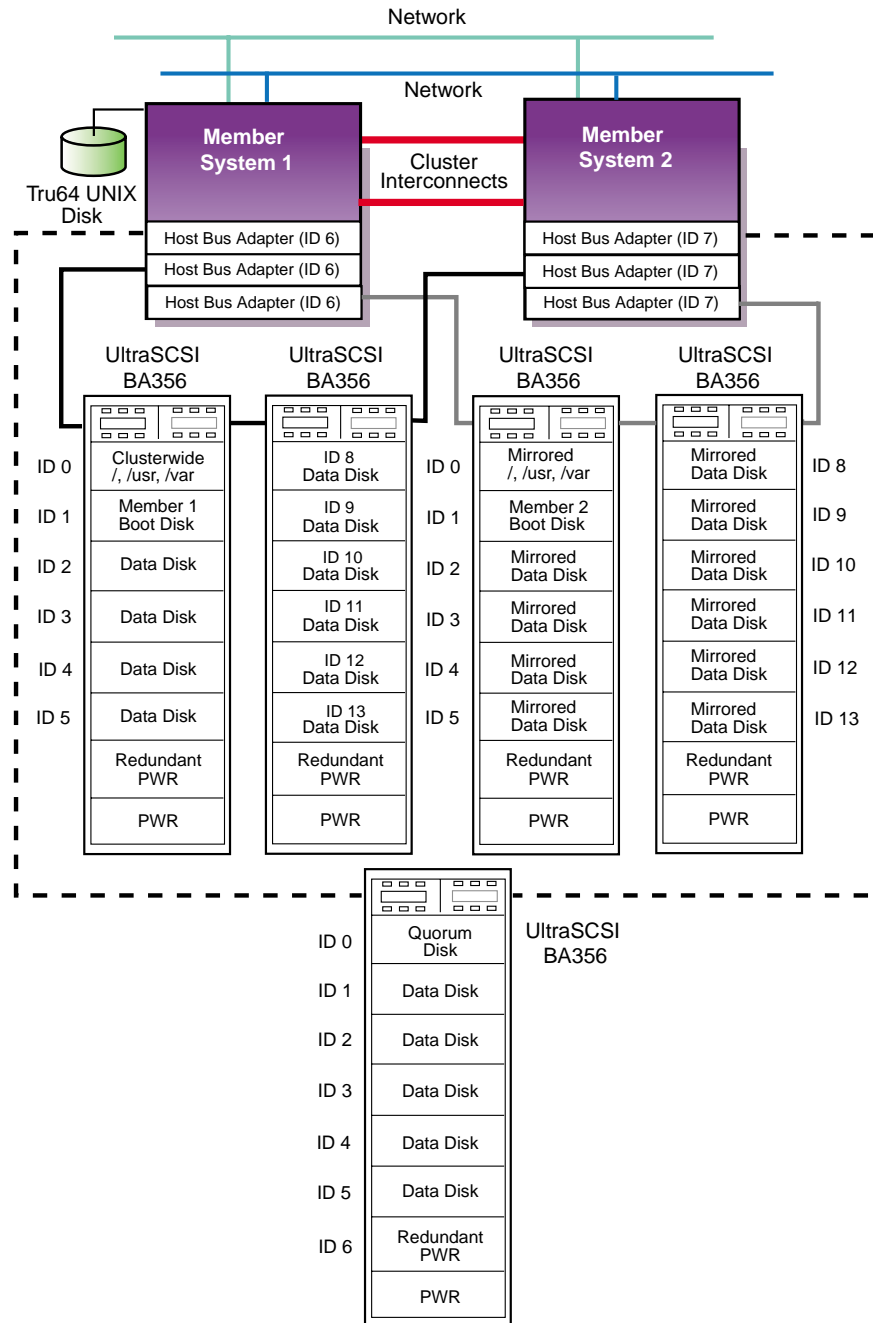 Network
Network
Member
System 1
Member
System 2
Cluster
Interconnects
Tru64 UNIX
Disk
Host Bus Adapter (ID 6)
Host Bus Adapter (ID 6)
Host Bus Adapter (ID 6)
Host Bus Adapter (ID 7)
Host Bus Adapter (ID 7)
Host Bus Adapter (ID 7)
UltraSCSI
BA356
UltraSCSI
BA356
UltraSCSI
BA356
UltraSCSI
BA356
ID 0
ID 1
ID 2
ID 3
ID 4
ID 5
Clusterwide
/, /usr, /var
Member 1
Boot Disk
Data Disk
Data Disk
Data Disk
Data Disk
Redundant
PWR
PWR
ID 8
Data Disk
ID 9
Data Disk
ID 10
Data Disk
ID 11
Data Disk
ID 12
Data Disk
ID 13
Data Disk
Redundant
PWR
PWR
ID 0
ID 1
ID 2
ID 3
ID 4
ID 5
Mirrored
/, /usr, /var
Member 2
Boot Disk
Mirrored
Data Disk
Mirrored
Data Disk
Mirrored
Data Disk
Mirrored
Data Disk
Redundant
PWR
PWR
Mirrored
Data Disk
Mirrored
Data Disk
Mirrored
Data Disk
Mirrored
Data Disk
Mirrored
Data Disk
Mirrored
Data Disk
Redundant
PWR
PWR
ID 8
ID 9
ID 10
ID 11
ID 12
ID 13
UltraSCSI
BA356
ID 0
ID 1
ID 2
ID 3
ID 4
ID 5
ID 6
Quorum
Disk
Data Disk
Data Disk
Data Disk
Data Disk
Data Disk
Redundant
PWR
PWR